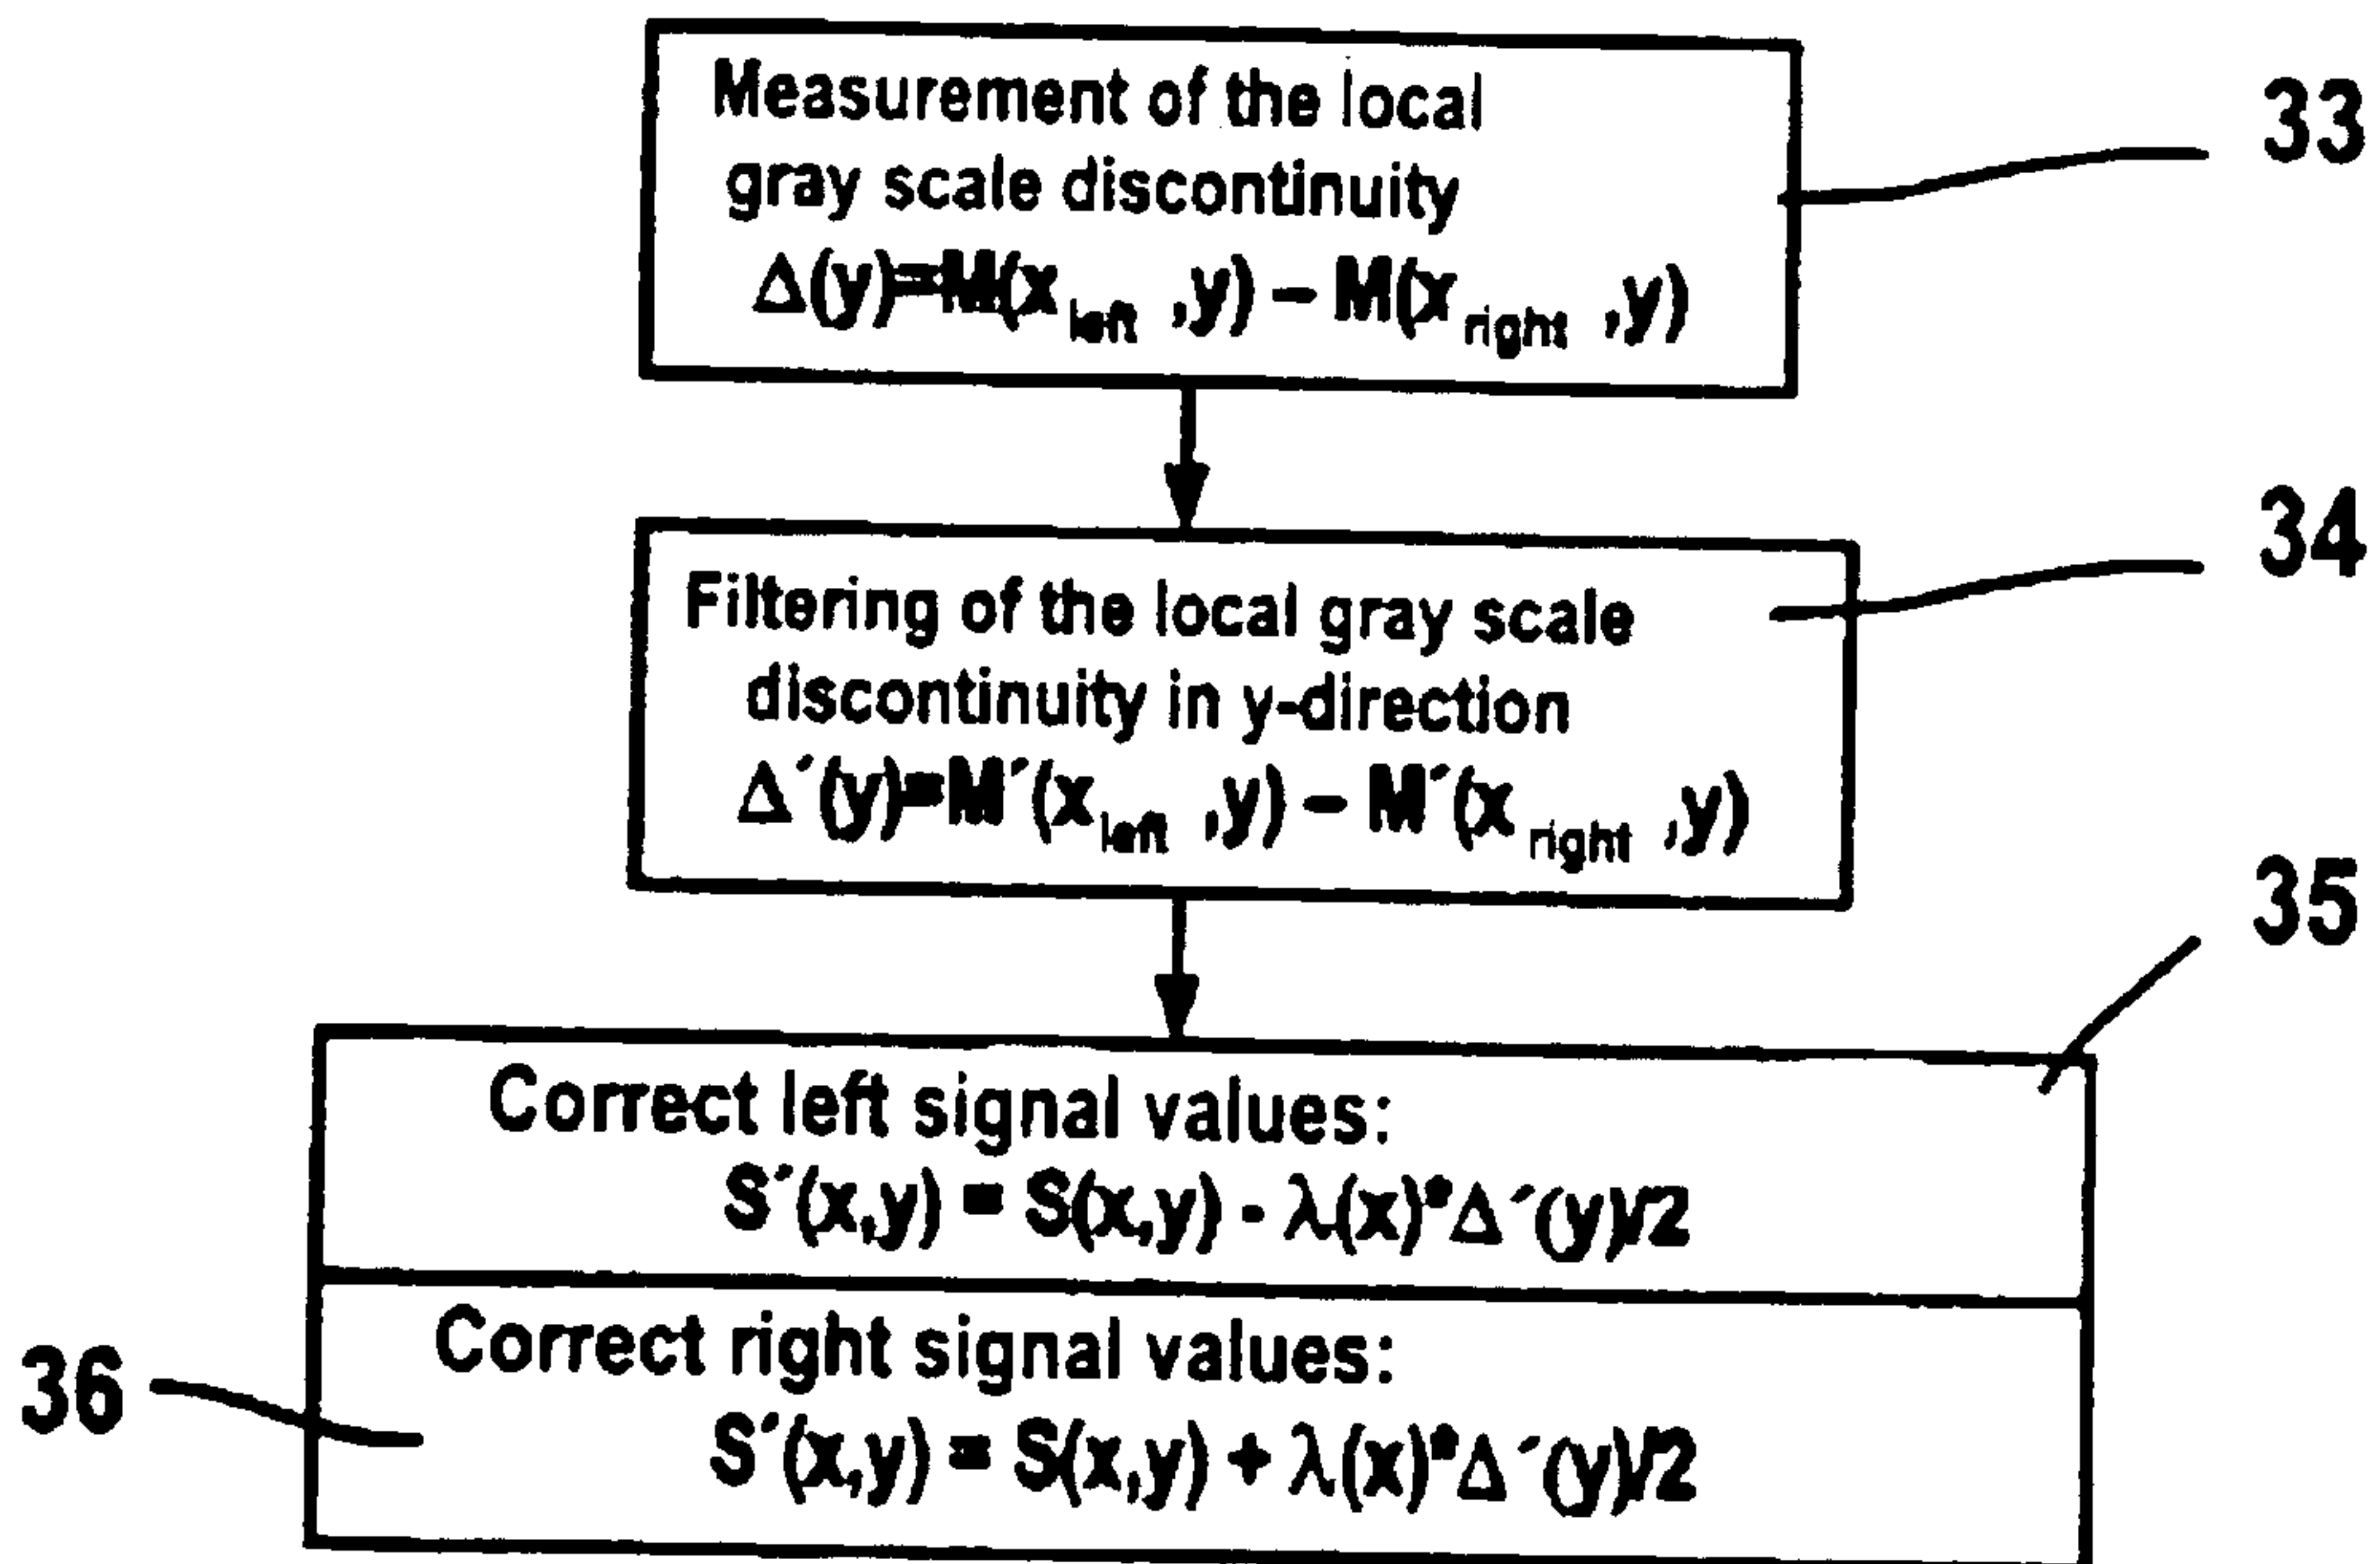 Measurement of the local
33
gray scale discontinuity
Δ(y)=M(x left ,y) – M(x right ,y)
34
Filtering of the local gray scale
discontinuity in y-direction
Δ´(y)=M´(x left ,y) – M´(x right ,y)
35
Correct left signal values:
S´(x,y) = S(x,y) - λ(x)*Δ´(y)/2
Correct right signal values:
36
S´(x,y) = S(x,y) + λ(x)*Δ´(y)/2